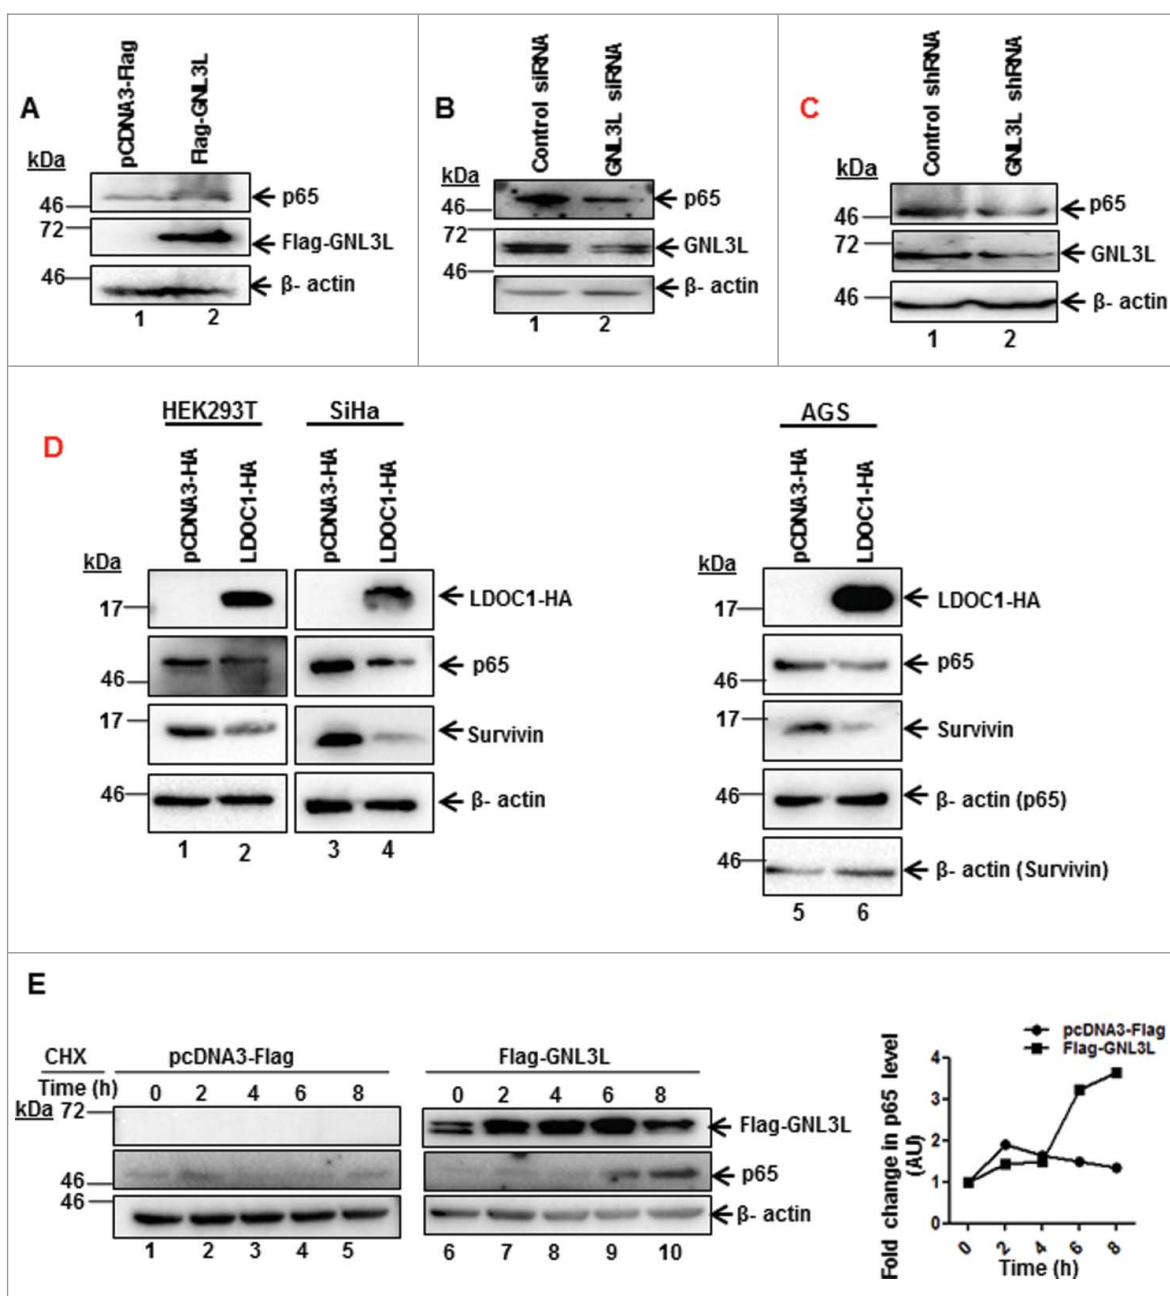 A
pCDNA3-Flag
Flag-GNL3L
kDa
46
p65
72
Flag-GNL3L
46
β- actin
1 2
B
Control siRNA
GNL3L siRNA
kDa
46
p65
72
GNL3L
46
β- actin
1 2
C
Control shRNA
GNL3L shRNA
kDa
46
p65
72
GNL3L
46
β- actin
1 2
D
HEK293T SiHa
pCDNA3-HA
LDOC1-HA
pCDNA3-HA
LDOC1-HA
kDa
17
LDOC1-HA
46
p65
17
Survivin
46
β- actin
1 2 3 4
AGS
pCDNA3-HA
LDOC1-HA
kDa
17
LDOC1-HA
46
p65
17
Survivin
46
β- actin (p65)
46
β- actin (Survivin)
5 6
E
CHX pcDNA3-Flag Flag-GNL3L
Time (h) 0 2 4 6 8 0 2 4 6 8
kDa 72
Flag-GNL3L
46
p65
46
β- actin
1 2 3 4 5 6 7 8 9 10
pcDNA3-Flag
Flag-GNL3L
Fold change in p65 level
(AU)
4
3
2
1
0
0 2 4 6 8
Time (h)